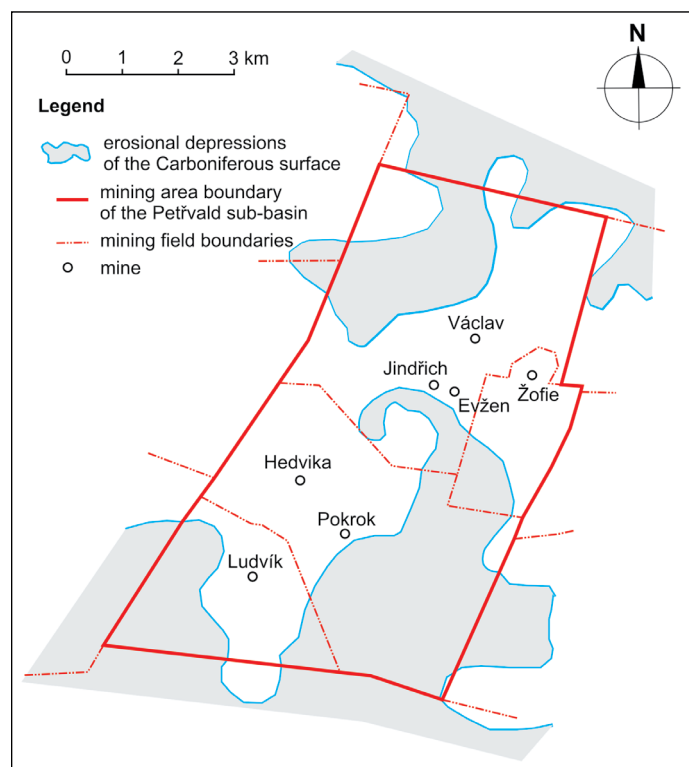 0 1 2 3 km
N
Legend
erosional depressions
of the Carboniferous surface
mining area boundary
of the Petřvald sub-basin
mining field boundaries
mine
Václav
Jindřich
Evžen
Žofie
Hedvika
Pokrok
Ludvík